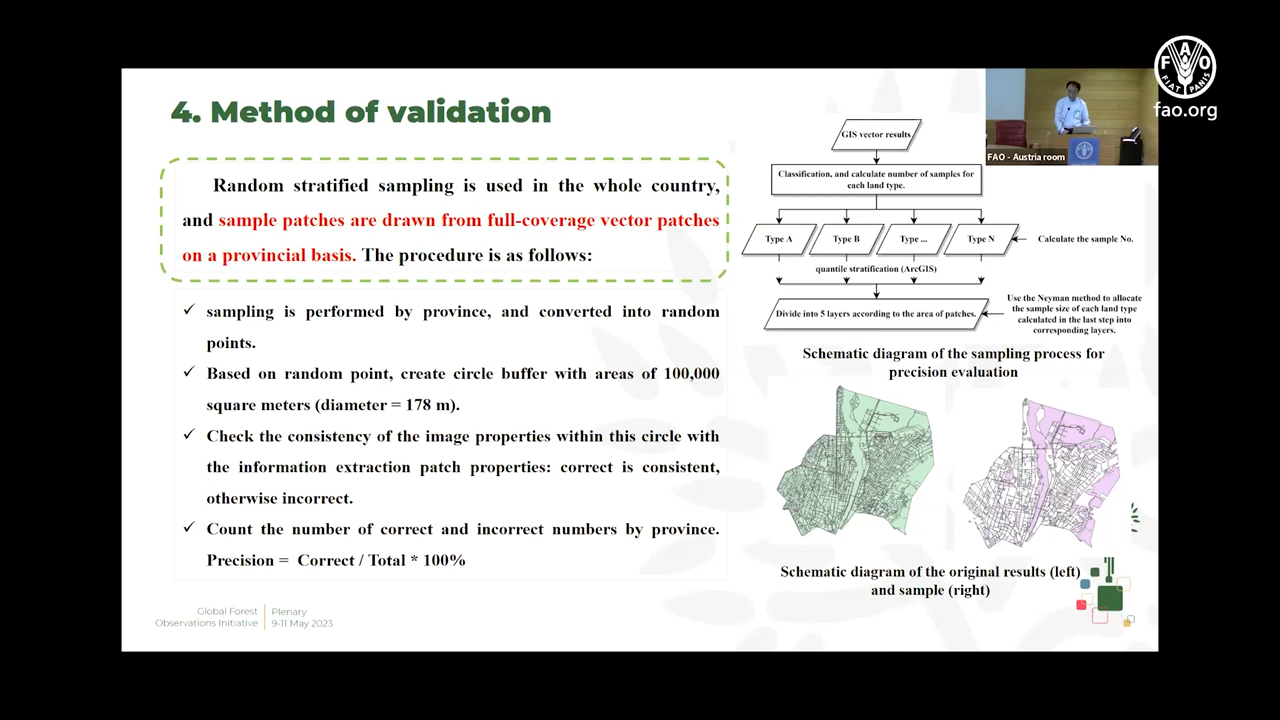 4. Method of validation
Random stratified sampling is used in the whole country,
and sample patches are drawn from full-coverage vector patches
on a provincial basis. The procedure is as follows:
✓ sampling is performed by province, and converted into random
points.
✓ Based on random point, create circle buffer with areas of 100,000
square meters (diameter = 178 m).
✓ Check the consistency of the image properties within this circle with
the information extraction patch properties: correct is consistent,
otherwise incorrect.
✓ Count the number of correct and incorrect numbers by province.
Precision = Correct / Total * 100%
Global Forest
Observations Initiative
Plenary
9-11 May 2023
GIS vector results
Classification, and calculate number of samples for
each land type.
Type A
Type B
Type ...
Type N
Calculate the sample No.
quantile stratification (ArcGIS)
Divide into 5 layers according to the area of patches.
Use the Neyman method to allocate
the sample size of each land type
calculated in the last step into
corresponding layers.
Schematic diagram of the sampling process for
precision evaluation
Schematic diagram of the original results (left)
and sample (right)
FAO - Austria room
F A O
FIAT PANIS
fao.org